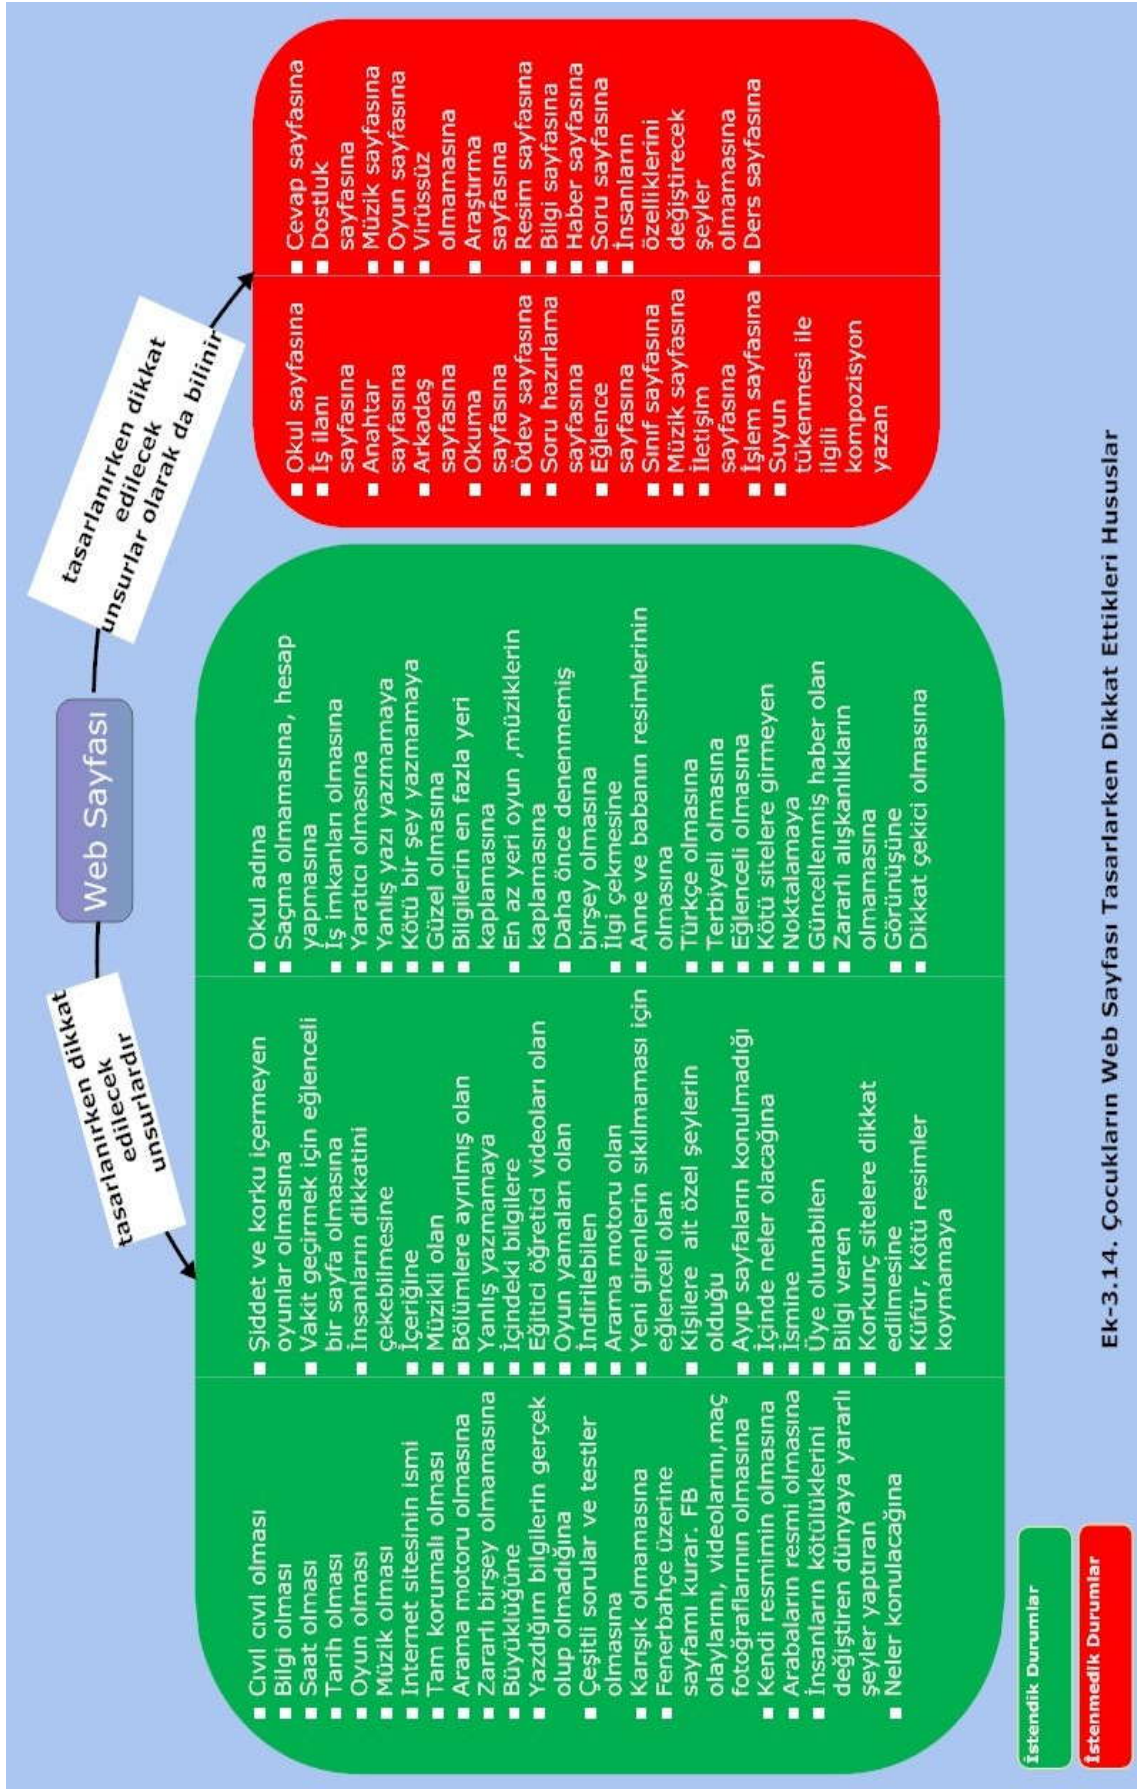 Web Sayfası
tasarlanırken dikkat
edilecek
unsurlardır
tasarlanırken dikkat
edilecek
unsurlar olarak da bilinir
Cıvıl cıvıl olması
Bilgi olması
Saat olması
Tarih olması
Oyun olması
Müzik olması
Internet sitesinin ismi
Tam korumalı olması
Arama motoru olmasına
Zararlı birşey olmamasına
Büyüklüğüne
Yazdığım bilgilerin gerçek
olup olmadığına
Çeşitli sorular ve testler
olmasına
Karışık olmamasına
Fenerbahçe üzerine
sayfamı kurar. FB
olaylarını, videolarını,maç
fotoğraflarının olmasına
Kendi resmimin olmasına
Arabaların resmi olmasına
İnsanların kötülüklerini
değiştiren dünyaya yararlı
şeyler yaptıran
Neler konulacağına
Şiddet ve korku içermeyen
oyunlar olmasına
Vakit geçirmek için eğlenceli
bir sayfa olmasına
İnsanların dikkatini
çekebilmesine
İçeriğine
Müzikli olan
Bölümlere ayrılmış olan
Yanlış yazmamaya
İçindeki bilgilere
Eğitici öğretici videoları olan
Oyun yamaları olan
İndirilebilen
Arama motoru olan
Yeni girenlerin sıkılmaması için
eğlenceli olan
Kişilere ait özel şeylerin
olduğu
Ayıp sayfaların konulmadığı
İçinde neler olacağına
İsmine
Üye olunabilen
Bilgi veren
Korkunç sitelere dikkat
edilmesine
Küfür, kötü resimler
koymamaya
Okul adına
Saçma olmamasına, hesap
yapmasına
İş imkanları olmasına
Yaratıcı olmasına
Yanlış yazı yazmamaya
Kötü bir şey yazmamaya
Güzel olmasına
Bilgilerin en fazla yeri
kaplamasına
En az yeri oyun ,müziklerin
kaplamasına
Daha önce denenmemiş
birşey olmasına
İlgi çekmesine
Anne ve babanın resimlerinin
olmasına
Türkçe olmasına
Terbiyeli olmasına
Eğlenceli olmasına
Kötü sitelere girmeyen
Noktalamaya
Güncellenmiş haber olan
Zararlı alışkanlıkların
olmamasına
Görünüşüne
Dikkat çekici olmasına
Okul sayfasına
İş ilanı
sayfasına
Anahtar
sayfasına
Arkadaş
sayfasına
Okuma
sayfasına
Ödev sayfasına
Soru hazırlama
sayfasına
Eğlence
sayfasına
Sınıf sayfasına
Müzik sayfasına
İletişim
sayfasına
İşlem sayfasına
Suyun
tükenmesi ile
ilgili
kompozisyon
yazan
Cevap sayfasına
Dostluk
sayfasına
Müzik sayfasına
Oyun sayfasına
Virüssüz
olmamasına
Araştırma
sayfasına
Resim sayfasına
Bilgi sayfasına
Haber sayfasına
Soru sayfasına
İnsanların
özelliklerini
değiştirecek
şeyler
olmamasına
Ders sayfasına
İstendik Durumlar
İstenmedik Durumlar
Ek-3.14. Çocukların Web Sayfası Tasarlarken Dikkat Ettikleri Hususlar